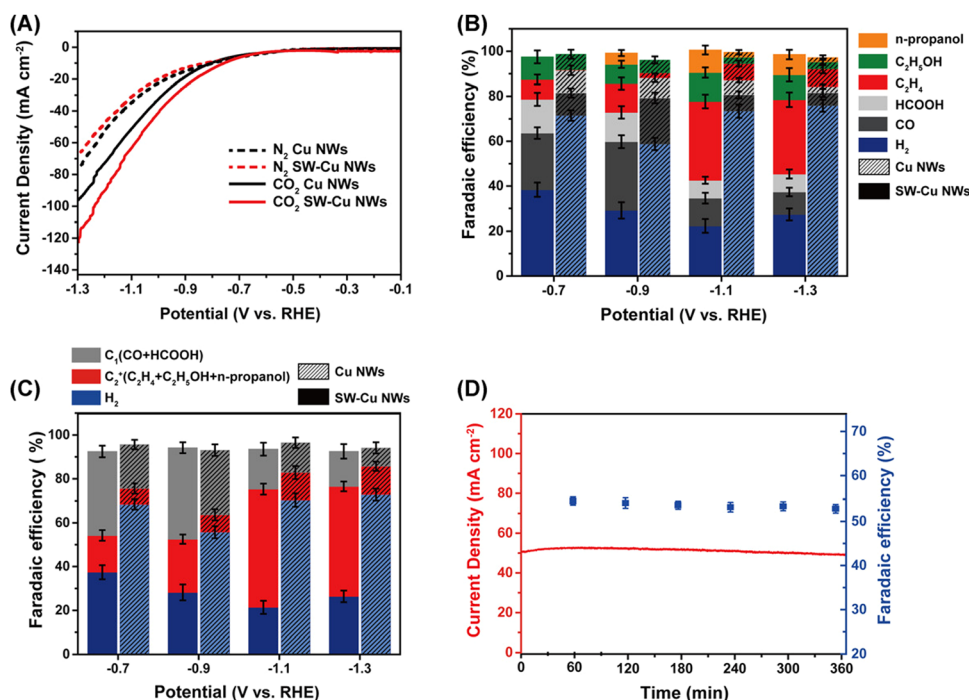 (A)
Current Density (mA cm⁻²)
0
-20
-40
-60
-80
-100
-120
-140
N₂ Cu NWs
N₂ SW-Cu NWs
CO₂ Cu NWs
CO₂ SW-Cu NWs
-1.3 -1.1 -0.9 -0.7 -0.5 -0.3 -0.1
Potential (V vs. RHE)
(B)
Faradaic efficiency (%)
100
80
60
40
20
0
-0.7 -0.9 -1.1 -1.3
Potential (V vs. RHE)
n-propanol
C₂H₅OH
C₂H₄
HCOOH
CO
H₂
Cu NWs
SW-Cu NWs
(C)
C₁(CO+HCOOH)
C₂⁺(C₂H₄+C₂H₅OH+n-propanol)
H₂
Cu NWs
SW-Cu NWs
Faradaic efficiency ( %)
100
80
60
40
20
0
-0.7 -0.9 -1.1 -1.3
Potential (V vs. RHE)
(D)
Current Density (mA cm⁻²)
120
100
80
60
40
20
0
0 60 120 180 240 300 360
Time (min)
70
60
50
40
30
20
Faradaic efficiency (%)